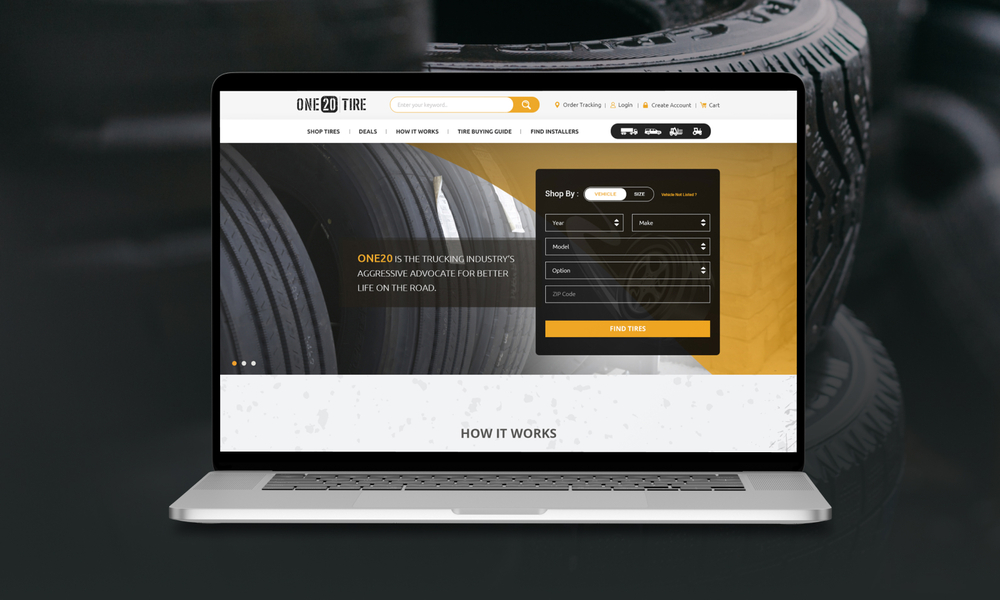 ONE20 TIRE
Enter your keyword...
Order Tracking | Login | Create Account | Cart
SHOP TIRES | DEALS | HOW IT WORKS | TIRE BUYING GUIDE | FIND INSTALLERS
Shop By : VEHICLE SIZE Vehicle Not Listed ?
Year Make
Model
Option
ZIP Code
FIND TIRES
ONE20 IS THE TRUCKING INDUSTRY'S
AGGRESSIVE ADVOCATE FOR BETTER
LIFE ON THE ROAD.
HOW IT WORKS